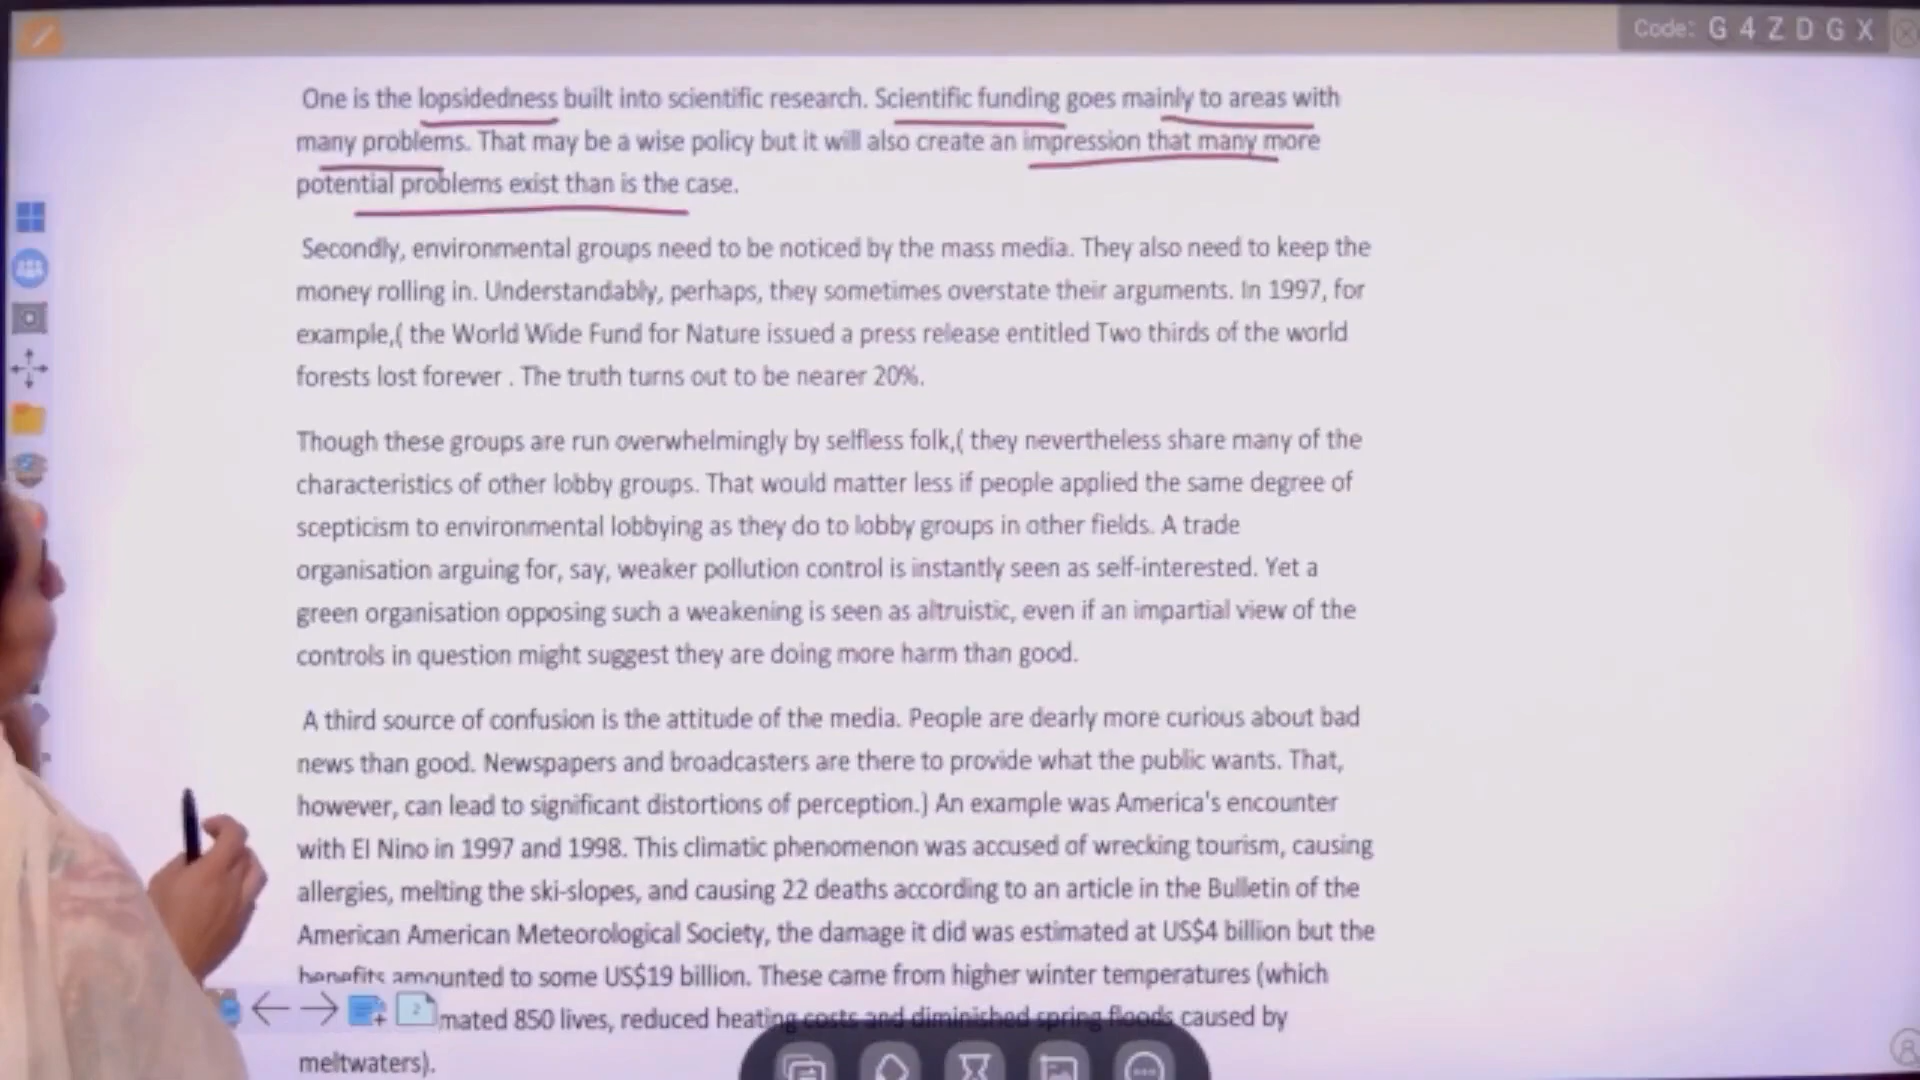 Code: G 4 Z D G X
One is the lopsidedness built into scientific research. Scientific funding goes mainly to areas with
many problems. That may be a wise policy but it will also create an impression that many more
potential problems exist than is the case.
Secondly, environmental groups need to be noticed by the mass media. They also need to keep the
money rolling in. Understandably, perhaps, they sometimes overstate their arguments. In 1997, for
example,( the World Wide Fund for Nature issued a press release entitled Two thirds of the world
forests lost forever . The truth turns out to be nearer 20%.
Though these groups are run overwhelmingly by selfless folk,( they nevertheless share many of the
characteristics of other lobby groups. That would matter less if people applied the same degree of
scepticism to environmental lobbying as they do to lobby groups in other fields. A trade
organisation arguing for, say, weaker pollution control is instantly seen as self-interested. Yet a
green organisation opposing such a weakening is seen as altruistic, even if an impartial view of the
controls in question might suggest they are doing more harm than good.
A third source of confusion is the attitude of the media. People are dearly more curious about bad
news than good. Newspapers and broadcasters are there to provide what the public wants. That,
however, can lead to significant distortions of perception.) An example was America's encounter
with El Nino in 1997 and 1998. This climatic phenomenon was accused of wrecking tourism, causing
allergies, melting the ski-slopes, and causing 22 deaths according to an article in the Bulletin of the
American American Meteorological Society, the damage it did was estimated at US$4 billion but the
benefits amounted to some US$19 billion. These came from higher winter temperatures (which
mated 850 lives, reduced heating costs and diminished spring floods caused by
meltwaters).
2